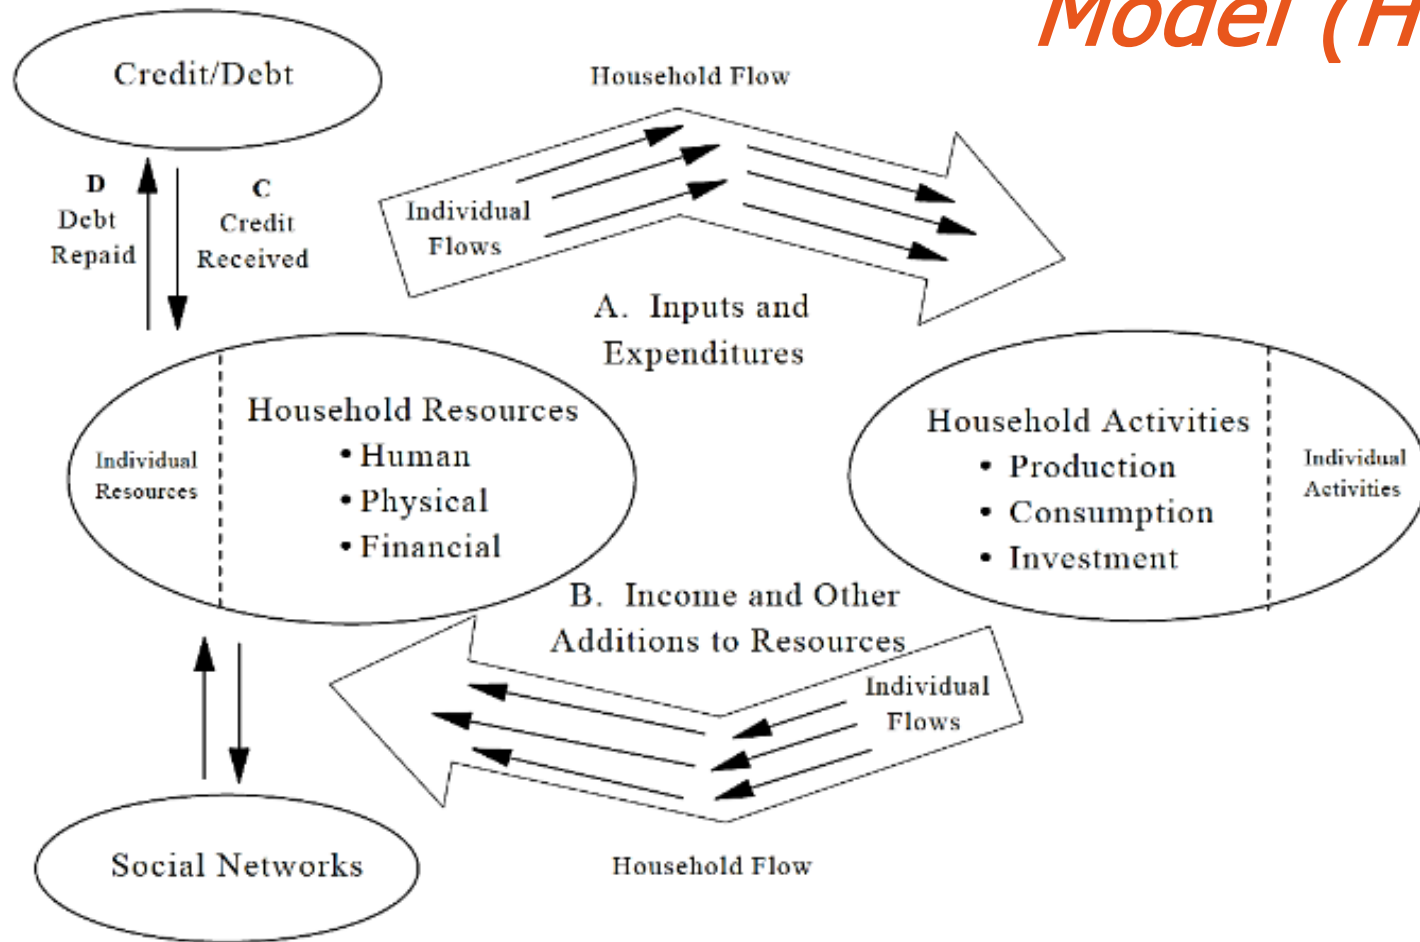 Model (H
Credit/Debt
Household Flow
D
Debt
Repaid
C
Credit
Received
Individual
Flows
A. Inputs and
Expenditures
Individual
Resources
Household Resources
• Human
• Physical
• Financial
Household Activities
• Production
• Consumption
• Investment
Individual
Activities
B. Income and Other
Additions to Resources
Individual
Flows
Social Networks
Household Flow